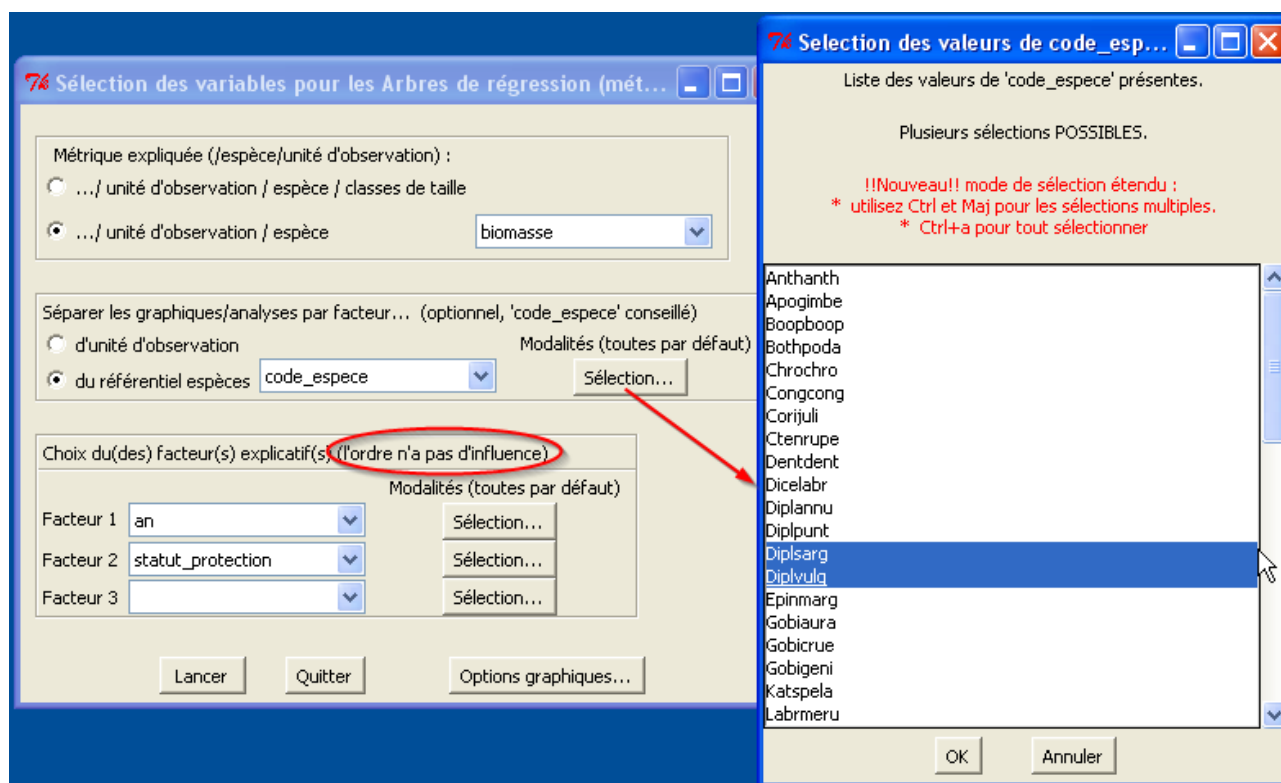 Sélection des variables pour les Arbres de régression (mét...
Métrique expliquée (/espèce/unité d'observation) :
.../ unité d'observation / espèce / classes de taille
.../ unité d'observation / espèce biomasse
Séparer les graphiques/analyses par facteur... (optionnel, 'code_espece' conseillé)
d'unité d'observation Modalités (toutes par défaut)
du référentiel espèces code_espece Sélection...
Choix du(des) facteur(s) explicatif(s) (l'ordre n'a pas d'influence)
Modalités (toutes par défaut)
Facteur 1 an Sélection...
Facteur 2 statut_protection Sélection...
Facteur 3 Sélection...
Lancer Quitter Options graphiques...
Selection des valeurs de code_esp...
Liste des valeurs de 'code_espece' présentes.
Plusieurs sélections POSSIBLES.
!!Nouveau!! mode de sélection étendu :
* utilisez Ctrl et Maj pour les sélections multiples.
* Ctrl+a pour tout sélectionner
Anthanth
Apogimbe
Boopboop
Bothpoda
Chrochro
Congcong
Corijuli
Ctenrupe
Dentdent
Dicelabr
Diplannu
Diplpunt
Diplsarg
Diplvulg
Epinmarg
Gobiaura
Gobicrue
Gobigeni
Katspela
Labrmeru
OK Annuler